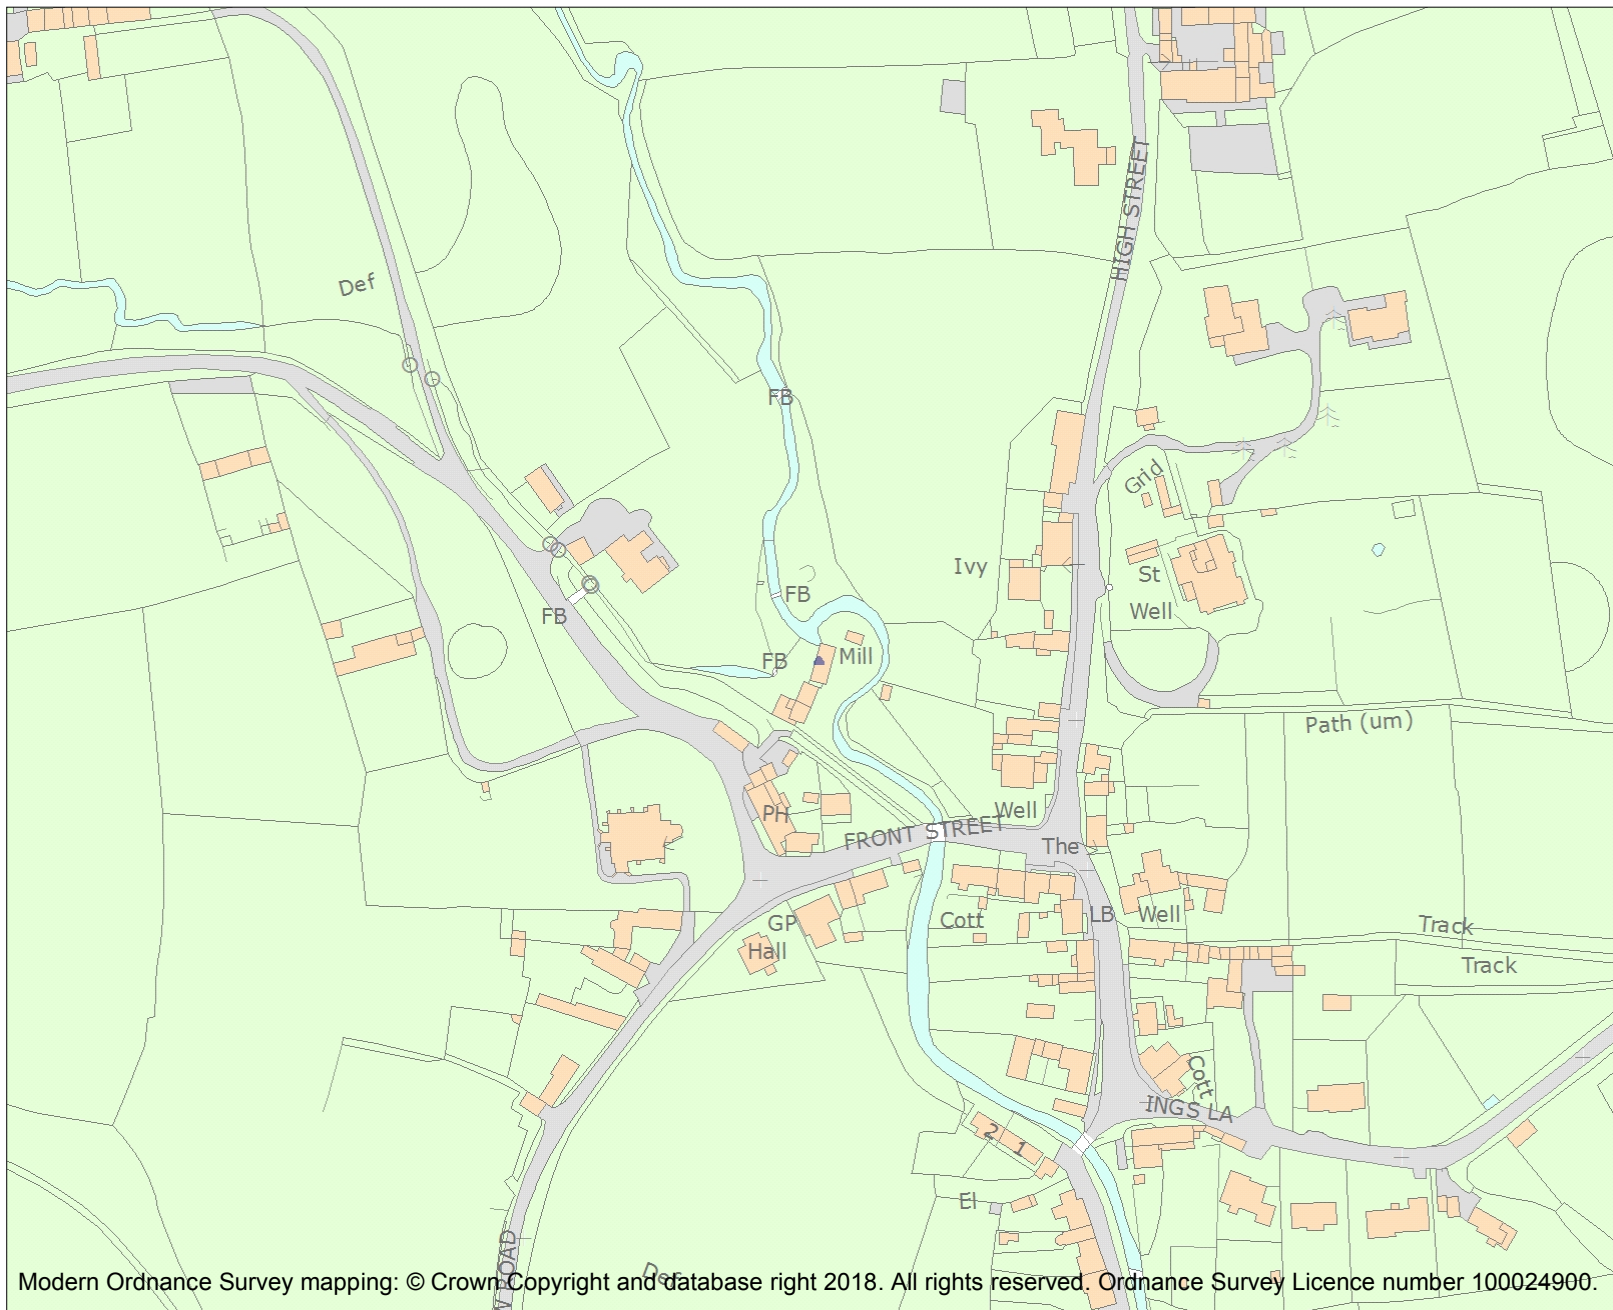 HIGH STREET
Def
FB
Grid
Ivy
St
Well
FB
FB
FB
Mill
Path (um)
PH
Well
FRONT STREET
The
GP
Hall
Cott
LB
Well
Track
Track
Cott
INGS LA
2
1
El
ROAD
Def
Modern Ordnance Survey mapping: © Crown Copyright and database right 2018. All rights reserved. Ordnance Survey Licence number 100024900.